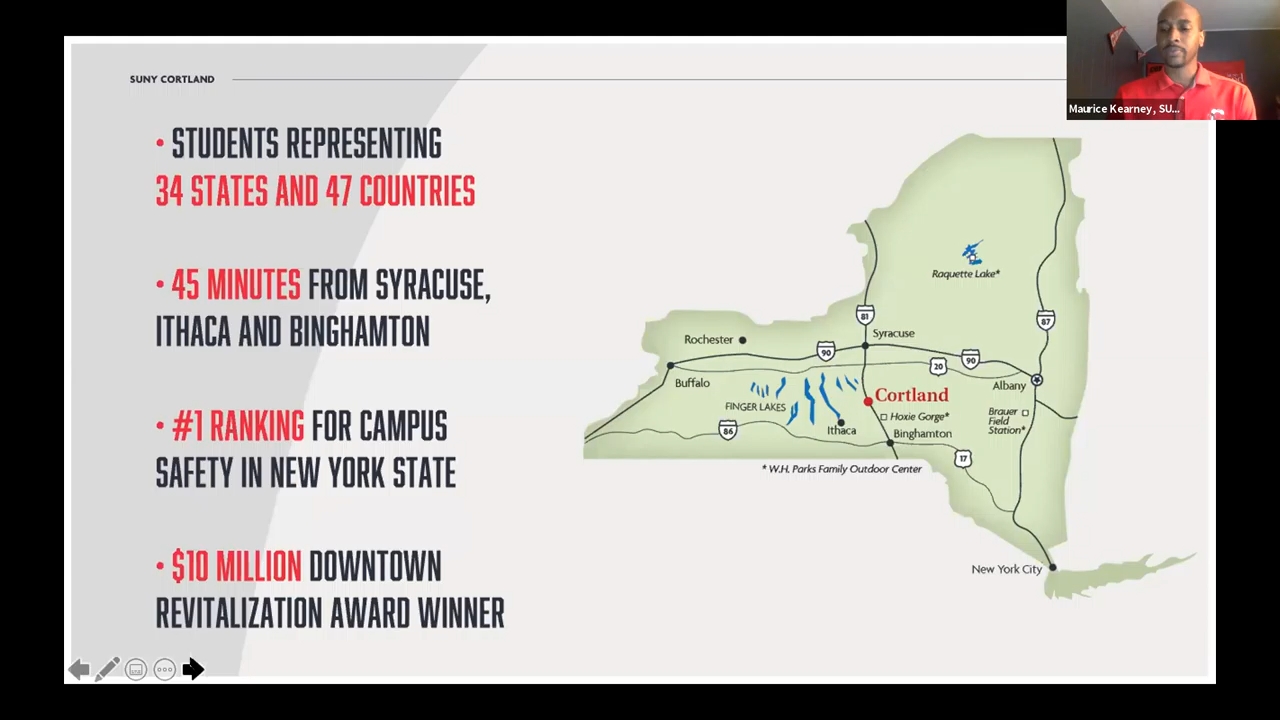 SUNY CORTLAND
• STUDENTS REPRESENTING
34 STATES AND 47 COUNTRIES
• 45 MINUTES FROM SYRACUSE,
ITHACA AND BINGHAMTON
• #1 RANKING FOR CAMPUS
SAFETY IN NEW YORK STATE
• $10 MILLION DOWNTOWN
REVITALIZATION AWARD WINNER
Maurice Kearney, SU...
Raquette Lake*
81
87
Rochester
Syracuse
90
90
20
Buffalo
Albany
FINGER LAKES
Cortland
Hoxie Gorge*
Brauer
Field
Station*
86
Ithaca
Binghamton
17
* W.H. Parks Family Outdoor Center
New York City